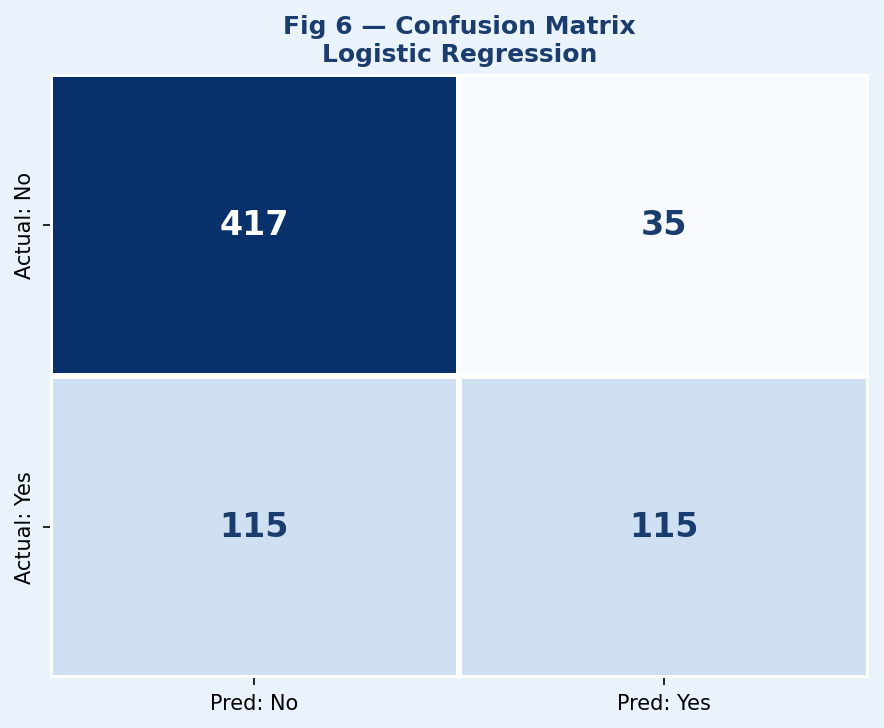 Fig 6 — Confusion Matrix
Logistic Regression
Actual: No
417
35
Actual: Yes
115
115
Pred: No
Pred: Yes